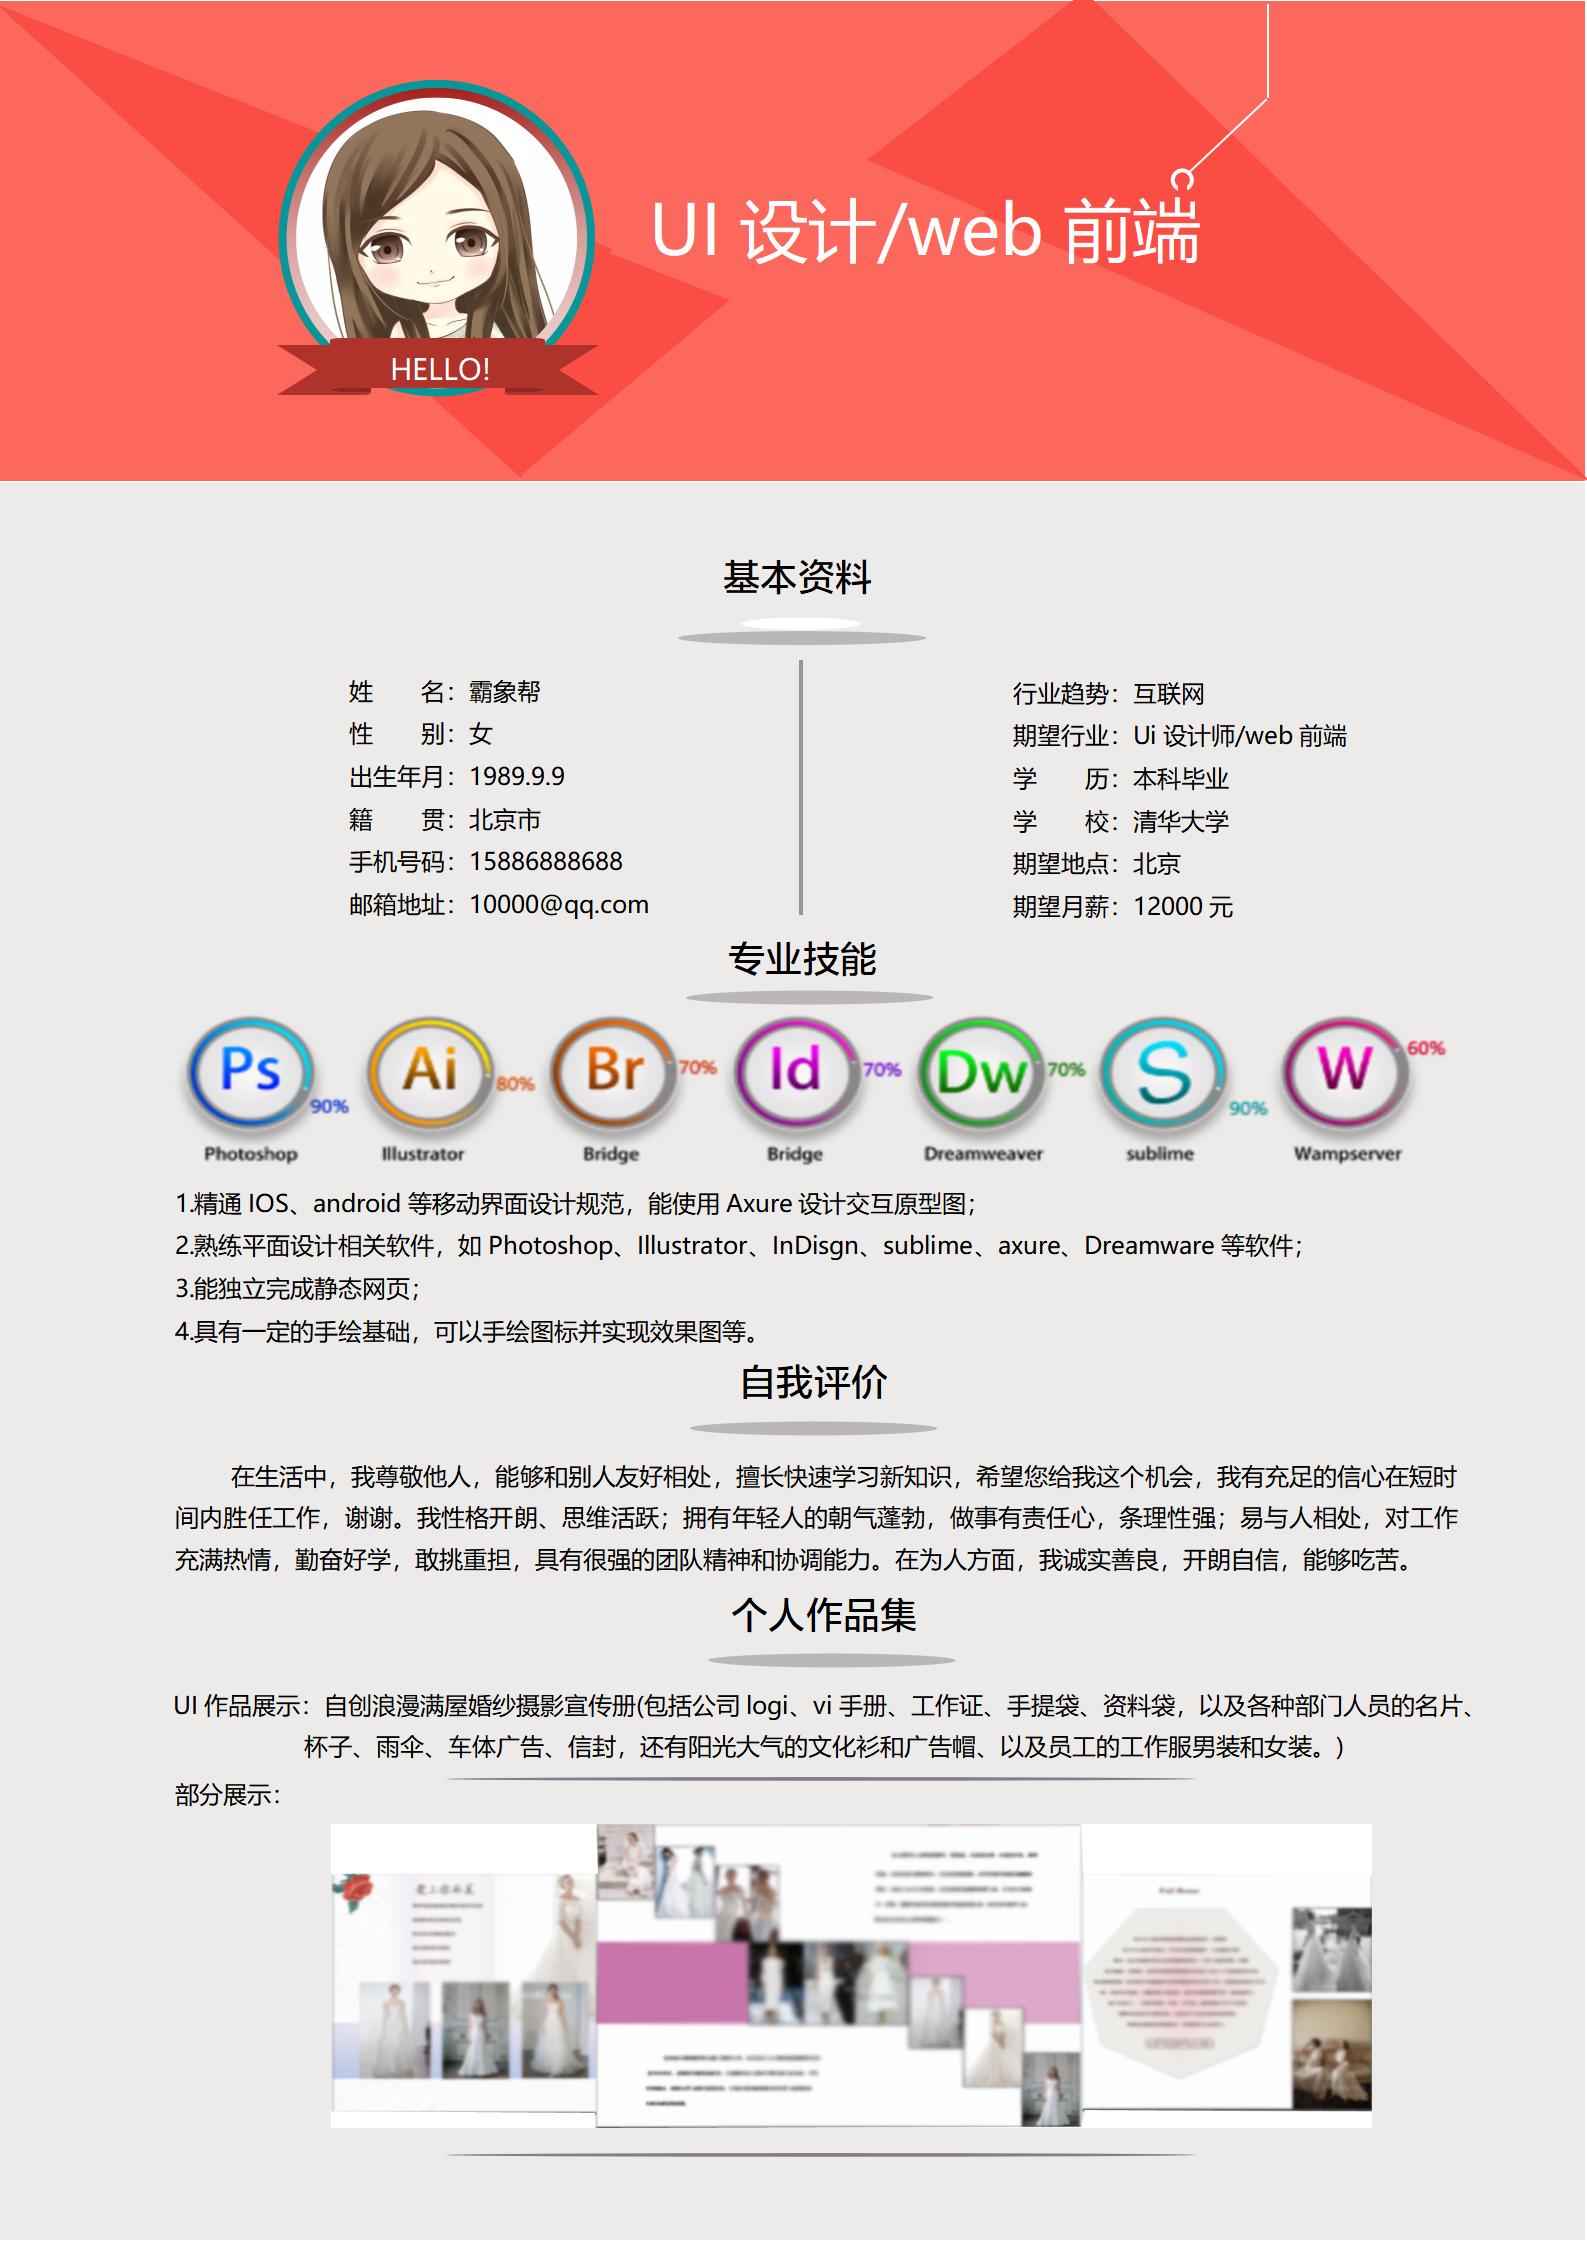 UI 设计/web 前端
HELLO!
基本资料
姓 名：霸象帮
性 别：女
出生年月：1989.9.9
籍 贯：北京市
手机号码：15886888688
邮箱地址：10000@qq.com
行业趋势：互联网
期望行业：Ui 设计师/web 前端
学 历：本科毕业
学 校：清华大学
期望地点：北京
期望月薪：12000 元
专业技能
Ps Ai Br Id Dw S W
90% 80% 70% 70% 70% 90% 60%
Photoshop Illustrator Bridge Bridge Dreamweaver sublime Wampserver
1.精通 IOS、android 等移动界面设计规范，能使用 Axure 设计交互原型图；
2.熟练平面设计相关软件，如 Photoshop、Illustrator、InDisgn、sublime、axure、Dreamware 等软件；
3.能独立完成静态网页；
4.具有一定的手绘基础，可以手绘图标并实现效果图等。
自我评价
在生活中，我尊敬他人，能够和别人友好相处，擅长快速学习新知识，希望您给我这个机会，我有充足的信心在短时
间内胜任工作，谢谢。我性格开朗、思维活跃；拥有年轻人的朝气蓬勃，做事有责任心，条理性强；易与人相处，对工作
充满热情，勤奋好学，敢挑重担，具有很强的团队精神和协调能力。在为人方面，我诚实善良，开朗自信，能够吃苦。
个人作品集
UI 作品展示：自创浪漫满屋婚纱摄影宣传册(包括公司 logi、vi 手册、工作证、手提袋、资料袋，以及各种部门人员的名片、
杯子、雨伞、车体广告、信封，还有阳光大气的文化衫和广告帽、以及员工的工作服男装和女装。)
部分展示：